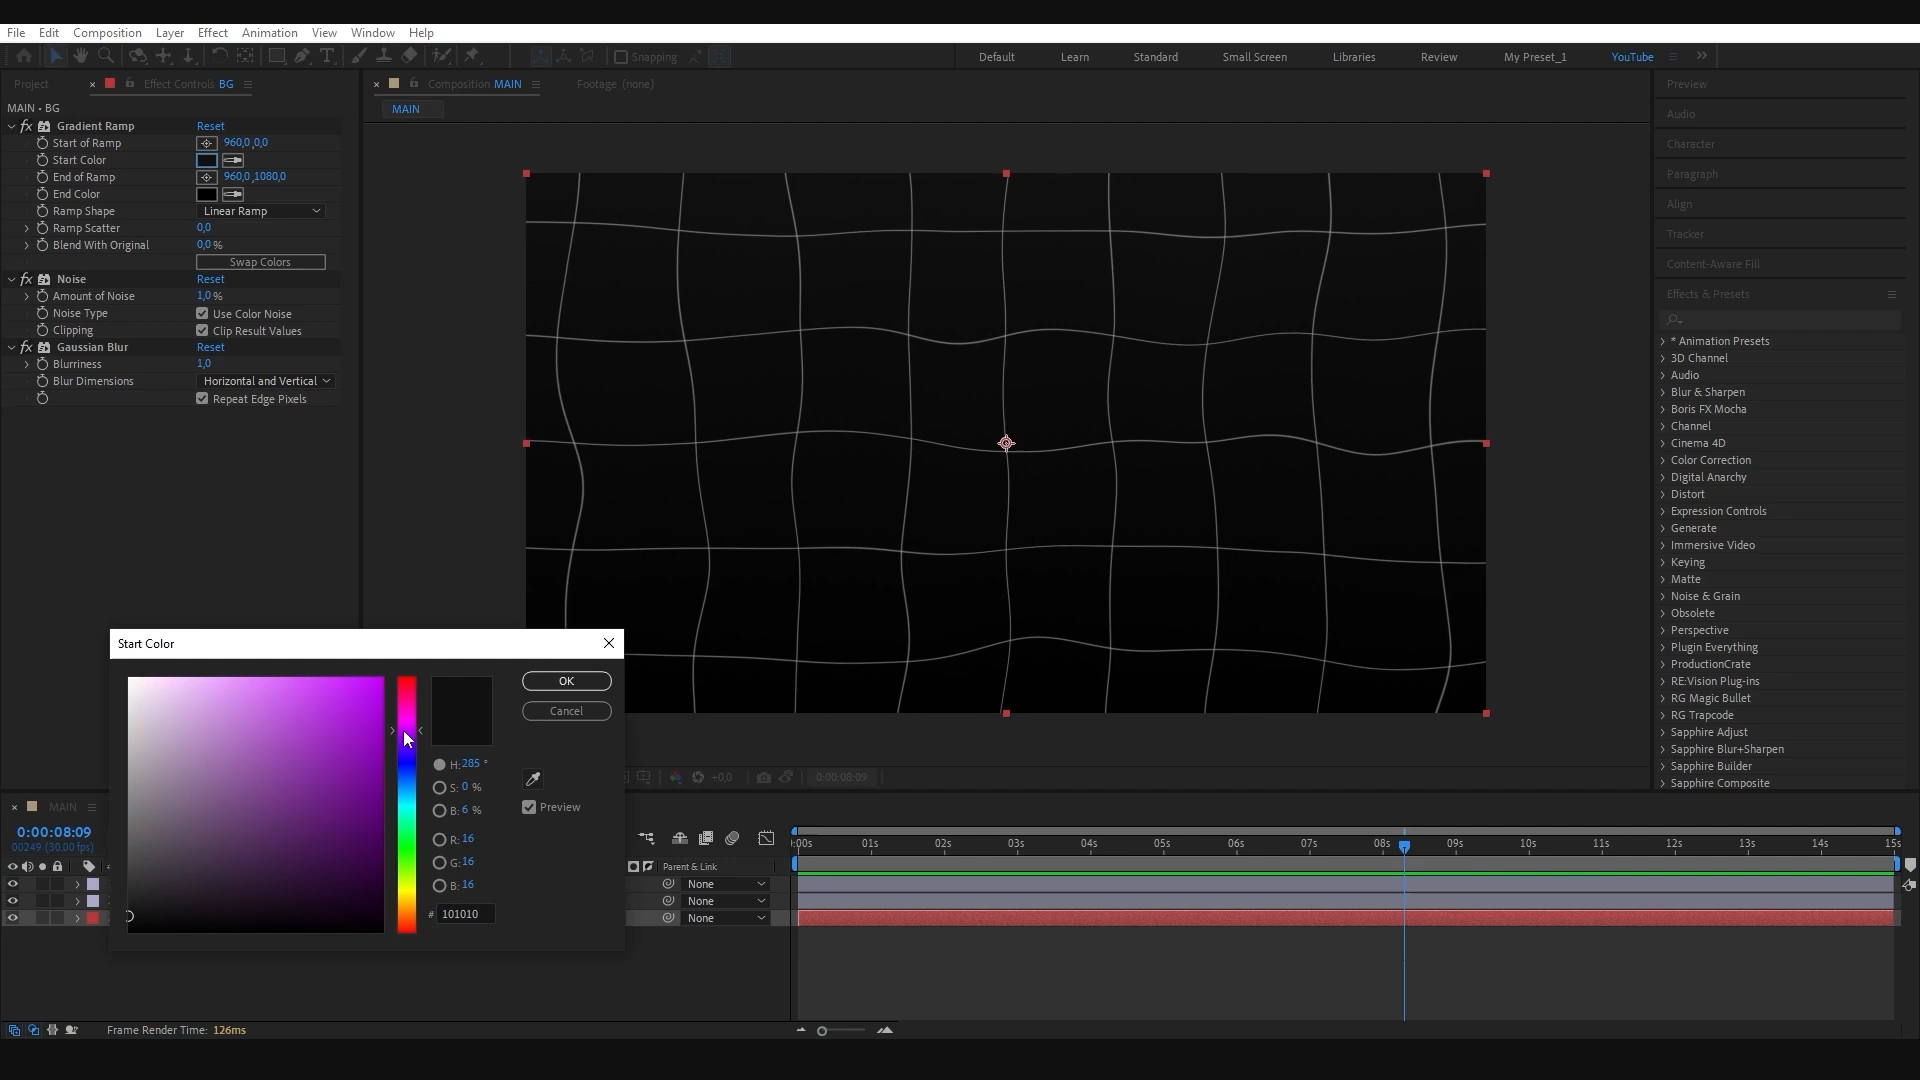 File Edit Composition Layer Effect Animation View Window Help
Snapping Default Learn Standard Small Screen Libraries Review My Preset_1 YouTube
Project Effect Controls BG
Composition MAIN Footage (none)
MAIN
MAIN • BG
fx Gradient Ramp Reset
Start of Ramp 960,0 ,0,0
Start Color
End of Ramp 960,0 ,1080,0
End Color
Ramp Shape Linear Ramp
Ramp Scatter 0,0
Blend With Original 0,0 %
Swap Colors
fx Noise Reset
Amount of Noise 1,0 %
Noise Type Use Color Noise
Clipping Clip Result Values
fx Gaussian Blur Reset
Blurriness 1,0
Blur Dimensions Horizontal and Vertical
Repeat Edge Pixels
Preview
Audio
Character
Paragraph
Align
Tracker
Content-Aware Fill
Effects & Presets
* Animation Presets
3D Channel
Audio
Blur & Sharpen
Boris FX Mocha
Channel
Cinema 4D
Color Correction
Digital Anarchy
Distort
Expression Controls
Generate
Immersive Video
Keying
Matte
Noise & Grain
Obsolete
Perspective
Plugin Everything
ProductionCrate
RE:Vision Plug-ins
RG Magic Bullet
RG Trapcode
Sapphire Adjust
Sapphire Blur+Sharpen
Sapphire Builder
Sapphire Composite
Start Color
OK
Cancel
H: 285 °
S: 0 %
B: 6 %
Preview
R: 16
G: 16
B: 16
# 101010
+0,0 0:00:08:09
MAIN
0:00:08:09
00249 (30.00 fps)
Parent & Link
None
None
None
:00s 01s 02s 03s 04s 05s 06s 07s 08s 09s 10s 11s 12s 13s 14s 15s
Frame Render Time: 126ms